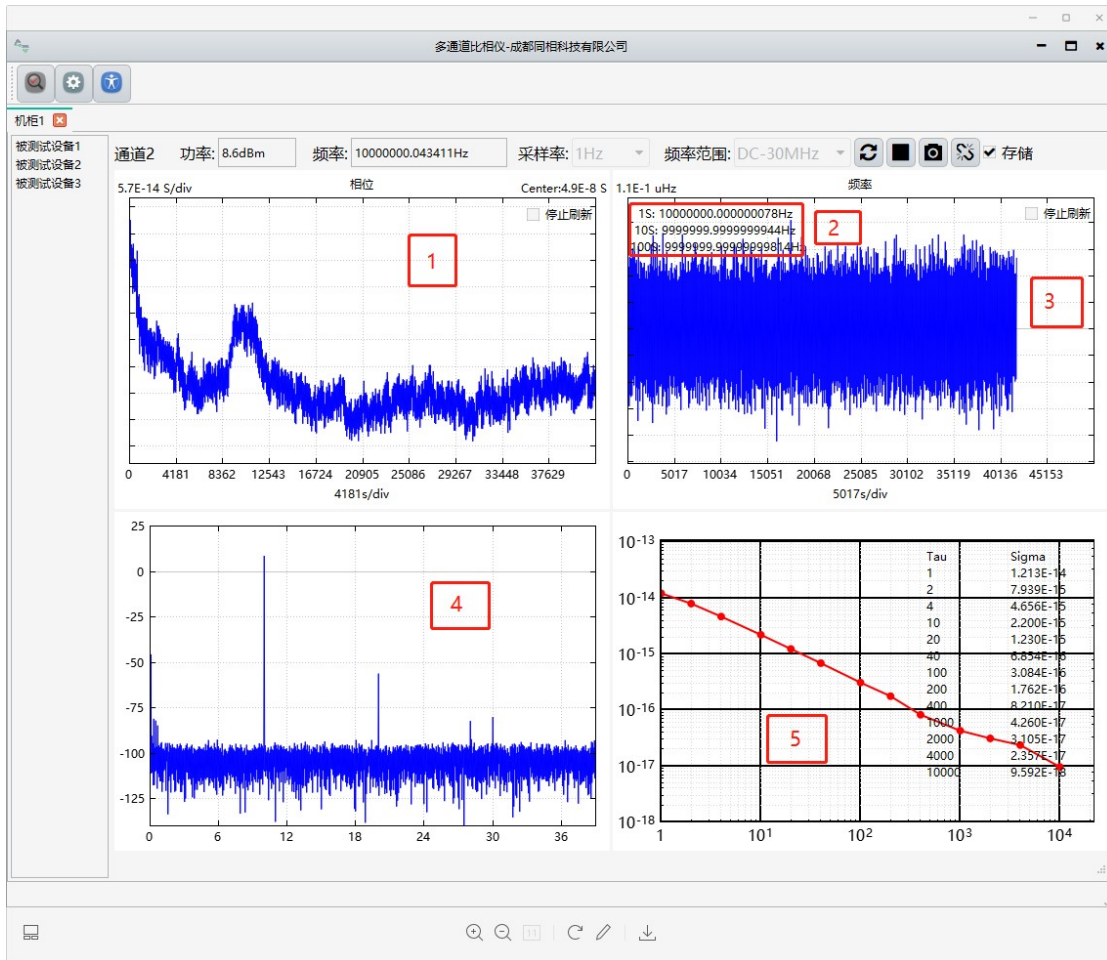 多通道比相仪-成都同相科技有限公司
机柜1
被测试设备1
被测试设备2
被测试设备3
通道2 功率: 8.6dBm 频率: 10000000.043411Hz 采样率: 1Hz 频率范围: DC-30MHz 存储
5.7E-14 S/div 相位 Center:4.9E-8 S
停止刷新
1
0 4181 8362 12543 16724 20905 25086 29267 33448 37629
4181s/div
1.1E-1 uHz 频率
1S: 10000000.000000078Hz
10S: 9999999.9999999944Hz
100S: 9999999.99999999814Hz
2
停止刷新
3
0 5017 10034 15051 20068 25085 30102 35119 40136 45153
5017s/div
25
0
-25
-50
-75
-100
-125
4
0 6 12 18 24 30 36
10-13
10-14
10-15
10-16
10-17
10-18
Tau Sigma
1 1.213E-14
2 7.939E-15
4 4.656E-15
10 2.200E-15
20 1.230E-15
40 6.854E-16
100 3.084E-16
200 1.762E-16
400 8.210E-17
1000 4.260E-17
2000 3.105E-17
4000 2.357E-17
10000 9.592E-18
5
1 101 102 103 104
1:1